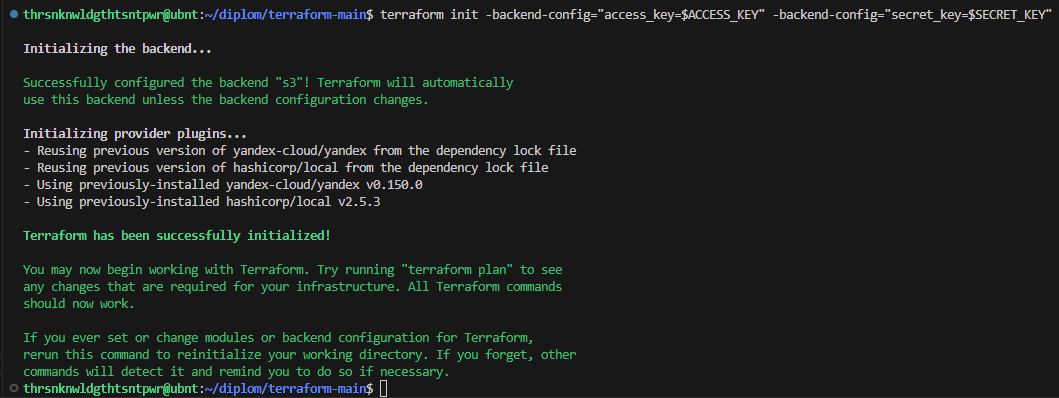 thrsnknwldgthtsntpwr@ubnt:~/diplom/terraform-main$ terraform init -backend-config="access_key=$ACCESS_KEY" -backend-config="secret_key=$SECRET_KEY"
Initializing the backend...
Successfully configured the backend "s3"! Terraform will automatically
use this backend unless the backend configuration changes.
Initializing provider plugins...
- Reusing previous version of yandex-cloud/yandex from the dependency lock file
- Reusing previous version of hashicorp/local from the dependency lock file
- Using previously-installed yandex-cloud/yandex v0.150.0
- Using previously-installed hashicorp/local v2.5.3
Terraform has been successfully initialized!
You may now begin working with Terraform. Try running "terraform plan" to see
any changes that are required for your infrastructure. All Terraform commands
should now work.
If you ever set or change modules or backend configuration for Terraform,
rerun this command to reinitialize your working directory. If you forget, other
commands will detect it and remind you to do so if necessary.
thrsnknwldgthtsntpwr@ubnt:~/diplom/terraform-main$